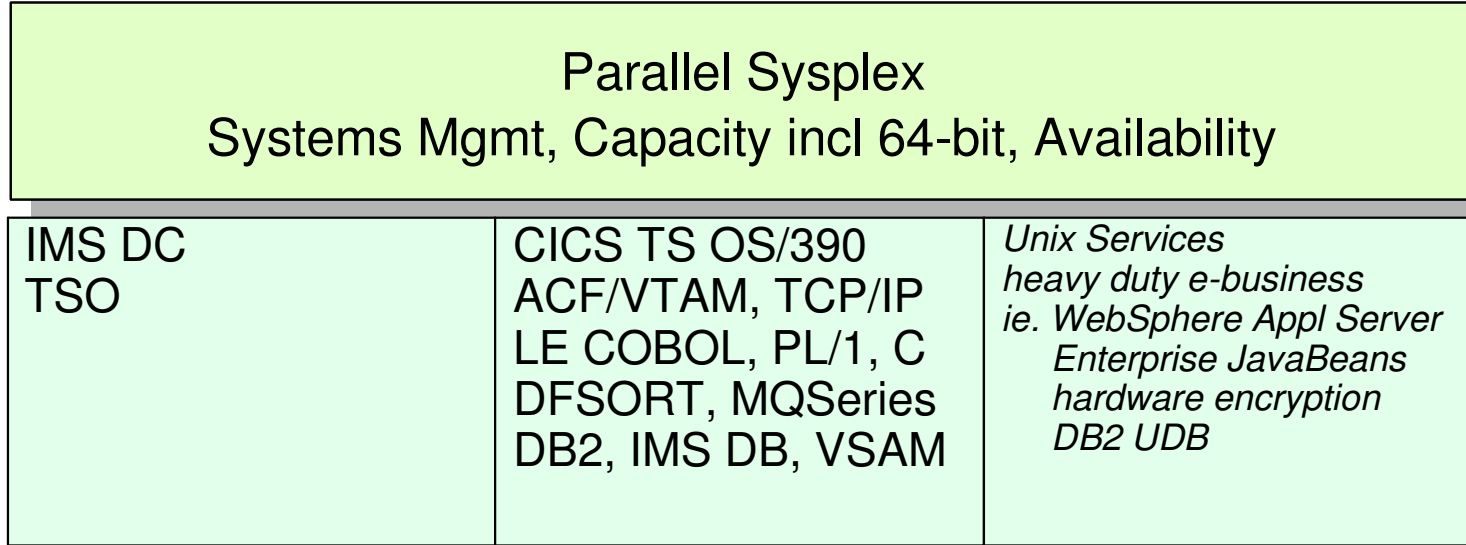 Parallel Sysplex
Systems Mgmt, Capacity incl 64-bit, Availability
IMS DC
TSO
CICS TS OS/390
ACF/VTAM, TCP/IP
LE COBOL, PL/1, C
DFSORT, MQSeries
DB2, IMS DB, VSAM
Unix Services
heavy duty e-business
ie. WebSphere Appl Server
Enterprise JavaBeans
hardware encryption
DB2 UDB